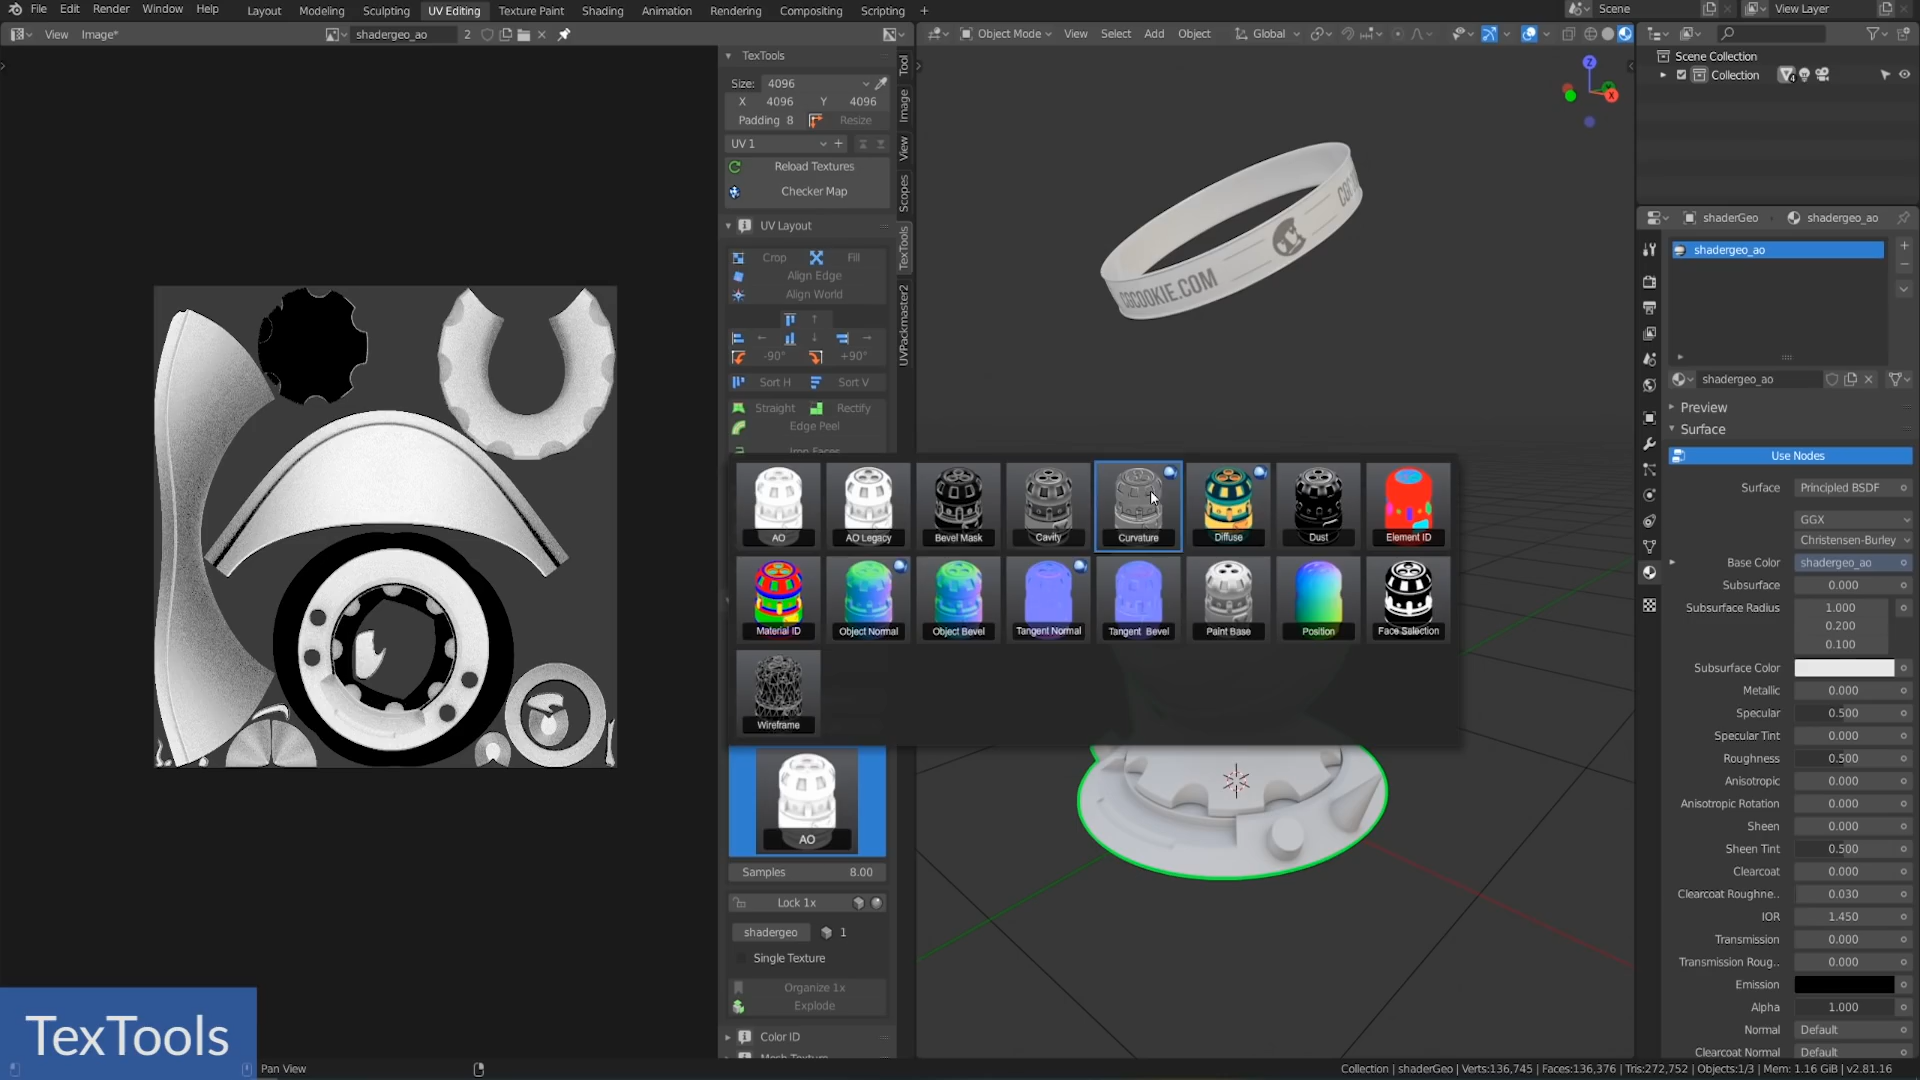 File Edit Render Window Help Layout Modeling Sculpting UV Editing Texture Paint Shading Animation Rendering Compositing Scripting + Scene View Layer
View Image* shadergeo_ao 2 Object Mode View Select Add Object Global
TexTools
Size: 4096
X 4096 Y 4096
Padding 8 Resize
UV 1
Reload Textures
Checker Map
UV Layout
Crop Fill
Align Edge
Align World
-90° +90°
Sort H Sort V
Straight Rectify
Edge Peel
Iron Faces
Tool
Image
View
Scopes
TexTools
UVPackmaster2
CGCOOKIE.COM
Z
X
AO AO Legacy Bevel Mask Cavity Curvature Diffuse Dust Element ID
Material ID Object Normal Object Bevel Tangent Normal Tangent Bevel Paint Base Position Face Selection
Wireframe
AO
Samples 8.00
Lock 1x
shadergeo 1
Single Texture
Organize 1x
Explode
Color ID
Mesh Texture
Scene Collection
Collection 4
shaderGeo shadergeo_ao
shadergeo_ao
shadergeo_ao
Preview
Surface
Use Nodes
Surface Principled BSDF
GGX
Christensen-Burley
Base Color shadergeo_ao
Subsurface 0.000
Subsurface Radius 1.000
0.200
0.100
Subsurface Color
Metallic 0.000
Specular 0.500
Specular Tint 0.000
Roughness 0.500
Anisotropic 0.000
Anisotropic Rotation 0.000
Sheen 0.000
Sheen Tint 0.500
Clearcoat 0.000
Clearcoat Roughne.. 0.030
IOR 1.450
Transmission 0.000
Transmission Roug.. 0.000
Emission
Alpha 1.000
Normal Default
Clearcoat Normal Default
TexTools
Pan View
Collection | shaderGeo | Verts:136,745 | Faces:136,376 | Tris:272,752 | Objects:1/3 | Mem: 1.16 GiB | v2.81.16